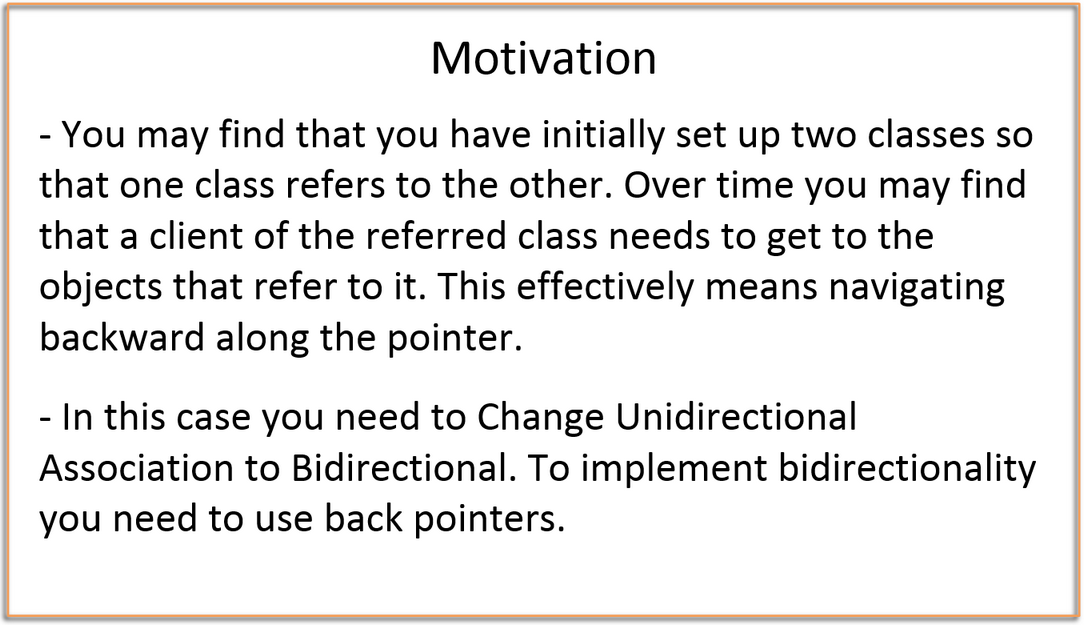 Motivation
- You may find that you have initially set up two classes so
that one class refers to the other. Over time you may find
that a client of the referred class needs to get to the
objects that refer to it. This effectively means navigating
backward along the pointer.
- In this case you need to Change Unidirectional
Association to Bidirectional. To implement bidirectionality
you need to use back pointers.